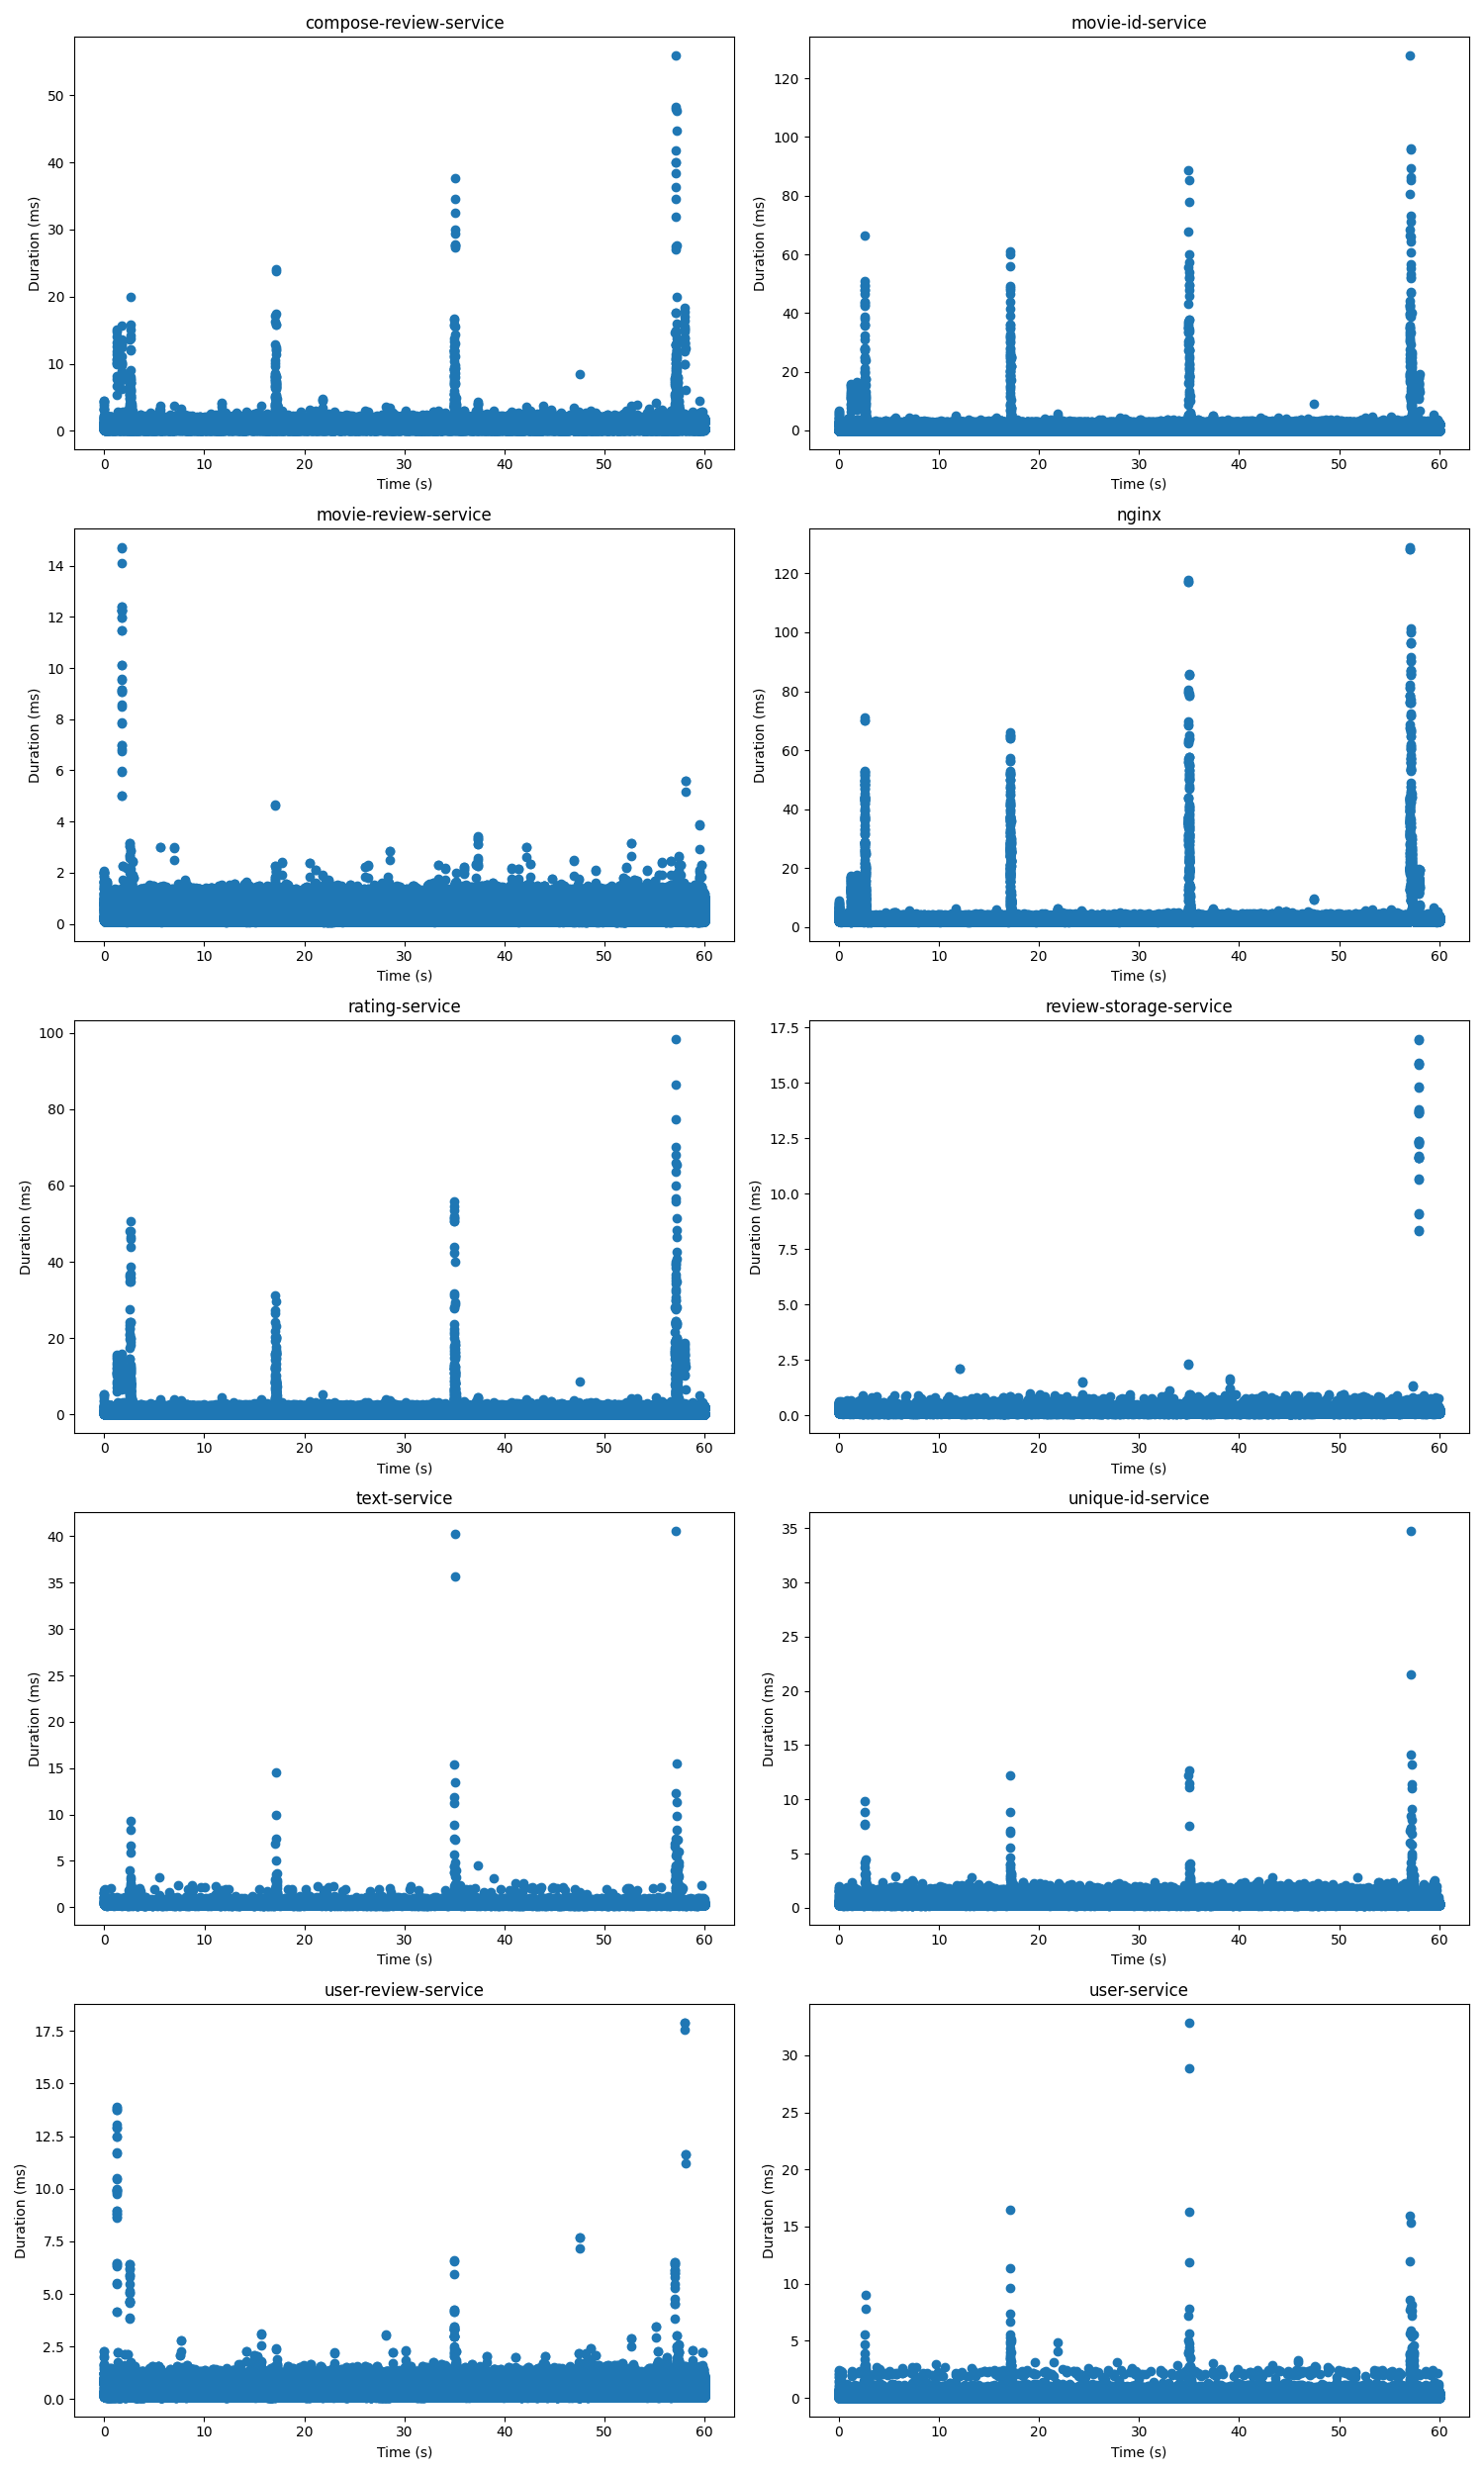 compose-review-service
Duration (ms)
50
40
30
20
10
0
0 10 20 30 40 50 60
Time (s)
movie-id-service
Duration (ms)
120
100
80
60
40
20
0
0 10 20 30 40 50 60
Time (s)
movie-review-service
Duration (ms)
14
12
10
8
6
4
2
0
0 10 20 30 40 50 60
Time (s)
nginx
Duration (ms)
120
100
80
60
40
20
0
0 10 20 30 40 50 60
Time (s)
rating-service
Duration (ms)
100
80
60
40
20
0
0 10 20 30 40 50 60
Time (s)
review-storage-service
Duration (ms)
17.5
15.0
12.5
10.0
7.5
5.0
2.5
0.0
0 10 20 30 40 50 60
Time (s)
text-service
Duration (ms)
40
35
30
25
20
15
10
5
0
0 10 20 30 40 50 60
Time (s)
unique-id-service
Duration (ms)
35
30
25
20
15
10
5
0
0 10 20 30 40 50 60
Time (s)
user-review-service
Duration (ms)
17.5
15.0
12.5
10.0
7.5
5.0
2.5
0.0
0 10 20 30 40 50 60
Time (s)
user-service
Duration (ms)
30
25
20
15
10
5
0
0 10 20 30 40 50 60
Time (s)